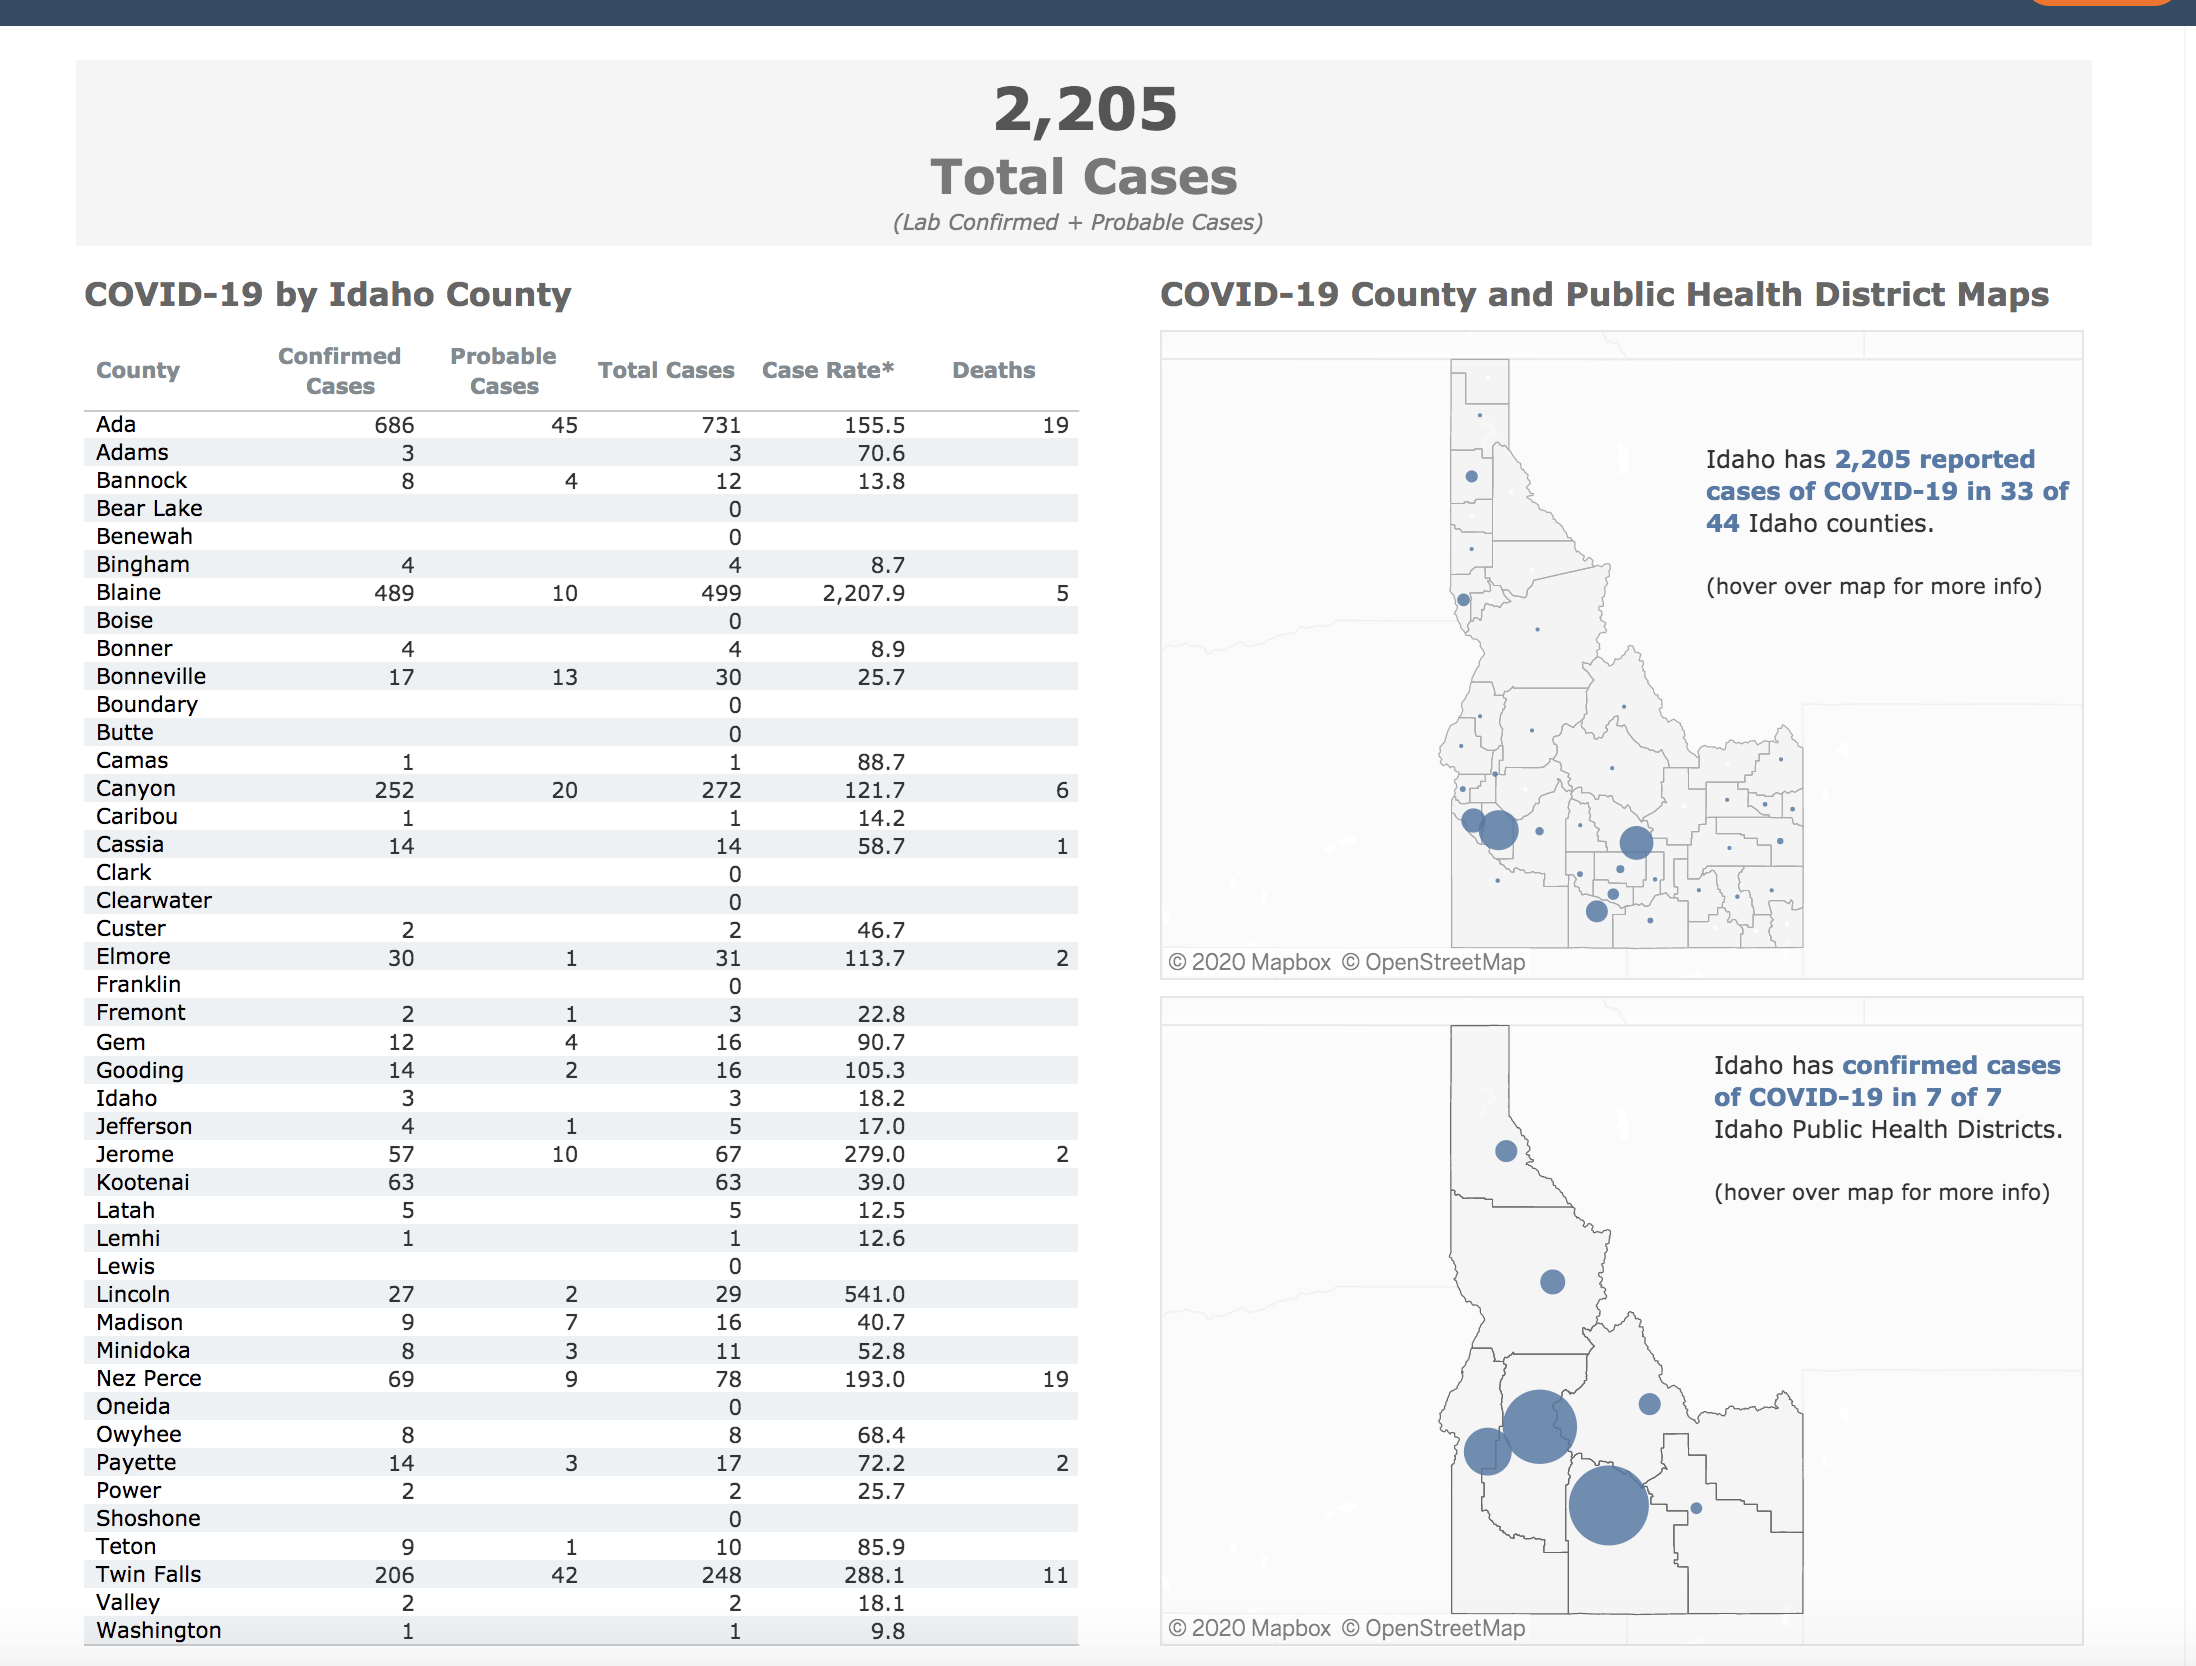 2,205
Total Cases
(Lab Confirmed + Probable Cases)
COVID-19 by Idaho County
County Confirmed Cases Probable Cases Total Cases Case Rate* Deaths
Ada 686 45 731 155.5 19
Adams 3 3 70.6
Bannock 8 4 12 13.8
Bear Lake 0
Benewah 0
Bingham 4 4 8.7
Blaine 489 10 499 2,207.9 5
Boise 0
Bonner 4 4 8.9
Bonneville 17 13 30 25.7
Boundary 0
Butte 0
Camas 1 1 88.7
Canyon 252 20 272 121.7 6
Caribou 1 1 14.2
Cassia 14 14 58.7 1
Clark 0
Clearwater 0
Custer 2 2 46.7
Elmore 30 1 31 113.7 2
Franklin 0
Fremont 2 1 3 22.8
Gem 12 4 16 90.7
Gooding 14 2 16 105.3
Idaho 3 3 18.2
Jefferson 4 1 5 17.0
Jerome 57 10 67 279.0 2
Kootenai 63 63 39.0
Latah 5 5 12.5
Lemhi 1 1 12.6
Lewis 0
Lincoln 27 2 29 541.0
Madison 9 7 16 40.7
Minidoka 8 3 11 52.8
Nez Perce 69 9 78 193.0 19
Oneida 0
Owyhee 8 8 68.4
Payette 14 3 17 72.2 2
Power 2 2 25.7
Shoshone 0
Teton 9 1 10 85.9
Twin Falls 206 42 248 288.1 11
Valley 2 2 18.1
Washington 1 1 9.8
COVID-19 County and Public Health District Maps
Idaho has 2,205 reported
cases of COVID-19 in 33 of
44 Idaho counties.
(hover over map for more info)
© 2020 Mapbox © OpenStreetMap
Idaho has confirmed cases
of COVID-19 in 7 of 7
Idaho Public Health Districts.
(hover over map for more info)
© 2020 Mapbox © OpenStreetMap